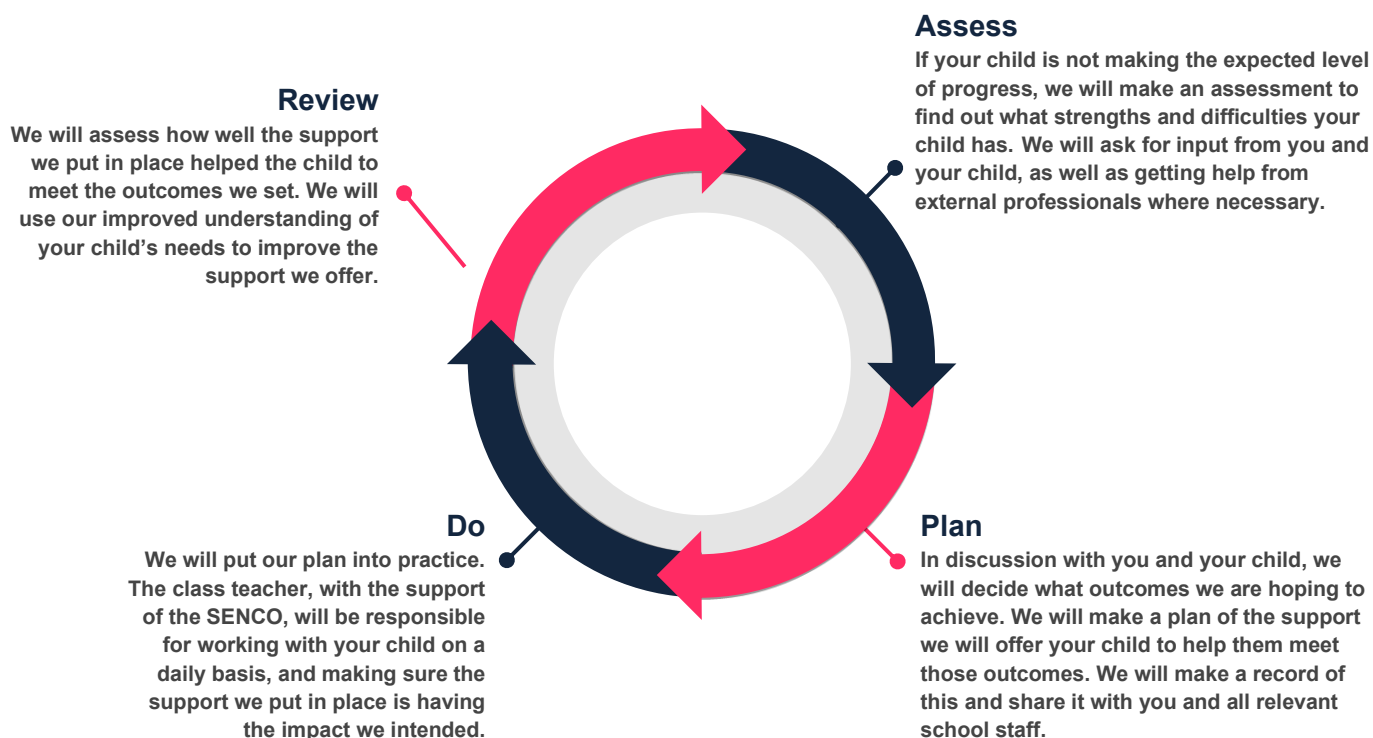 Assess
If your child is not making the expected level
of progress, we will make an assessment to
find out what strengths and difficulties your
child has. We will ask for input from you and
your child, as well as getting help from
external professionals where necessary.
Plan
In discussion with you and your child, we
will decide what outcomes we are hoping to
achieve. We will make a plan of the support
we will offer your child to help them meet
those outcomes. We will make a record of
this and share it with you and all relevant
school staff.
Do
We will put our plan into practice.
The class teacher, with the support
of the SENCO, will be responsible
for working with your child on a
daily basis, and making sure the
support we put in place is having
the impact we intended.
Review
We will assess how well the support
we put in place helped the child to
meet the outcomes we set. We will
use our improved understanding of
your child’s needs to improve the
support we offer.